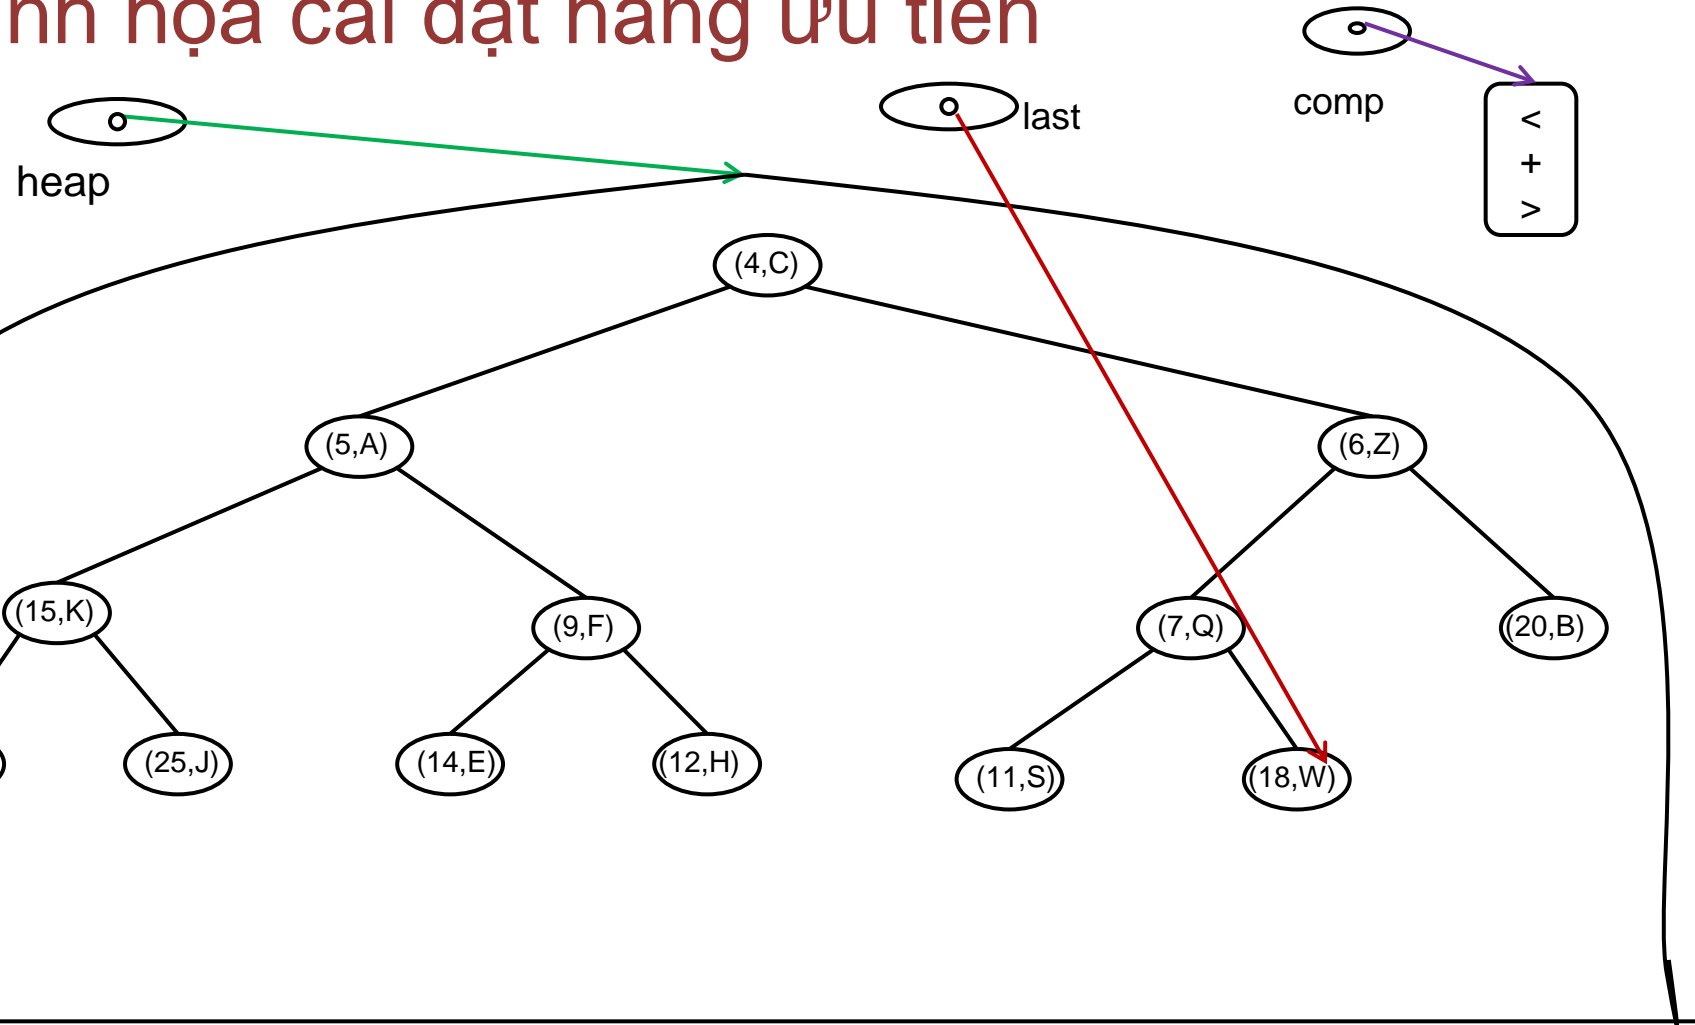 họa cài đặt hàng ưu tiên
comp
last
<
+
>
heap
(4,C)
(5,A)
(6,Z)
(15,K)
(9,F)
(7,Q)
(20,B)
(25,J)
(14,E)
(12,H)
(11,S)
(18,W)